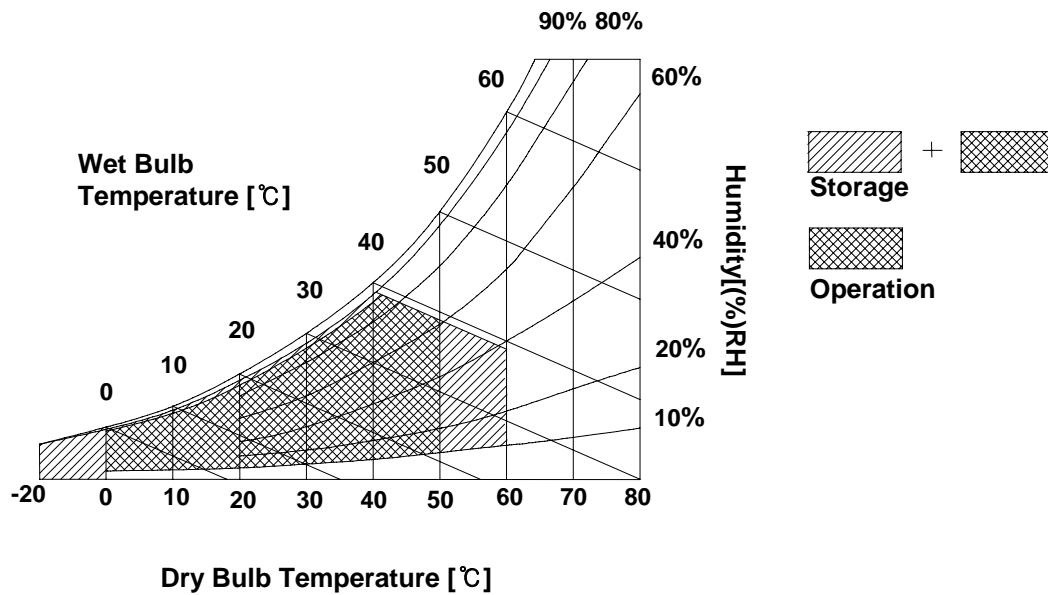 90% 80%
60
60%
50
Wet Bulb
Temperature [℃]
+
Storage
40
40%
Humidity[(%)RH]
30
Operation
20
20%
10
0
10%
-20 0 10 20 30 40 50 60 70 80
Dry Bulb Temperature [℃]